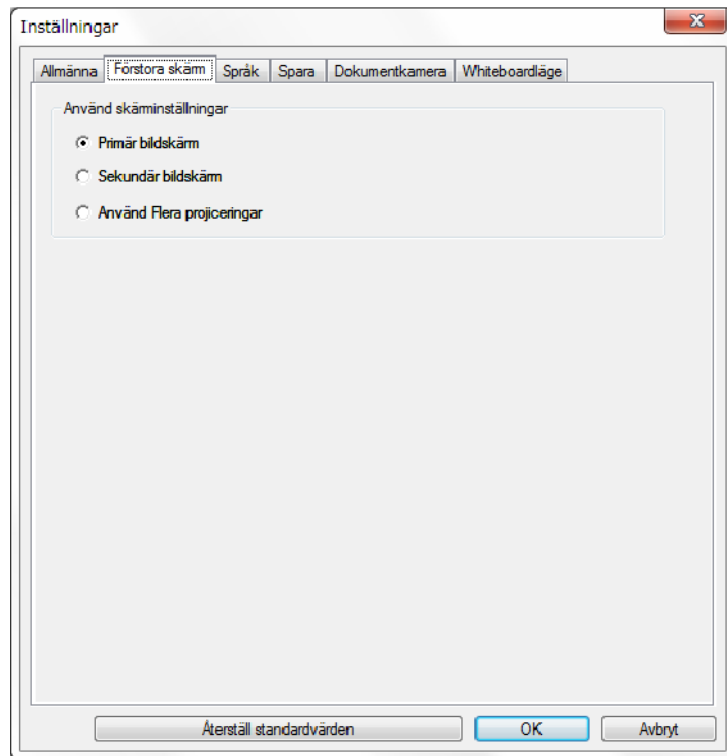 Inställningar
Allmänna Förstora skärm Språk Spara Dokumentkamera Whiteboardläge
Använd skäminställningar
Primär bildskärm
Sekundär bildskärm
Använd Flera projiceringar
Återställ standardvärden OK Avbryt